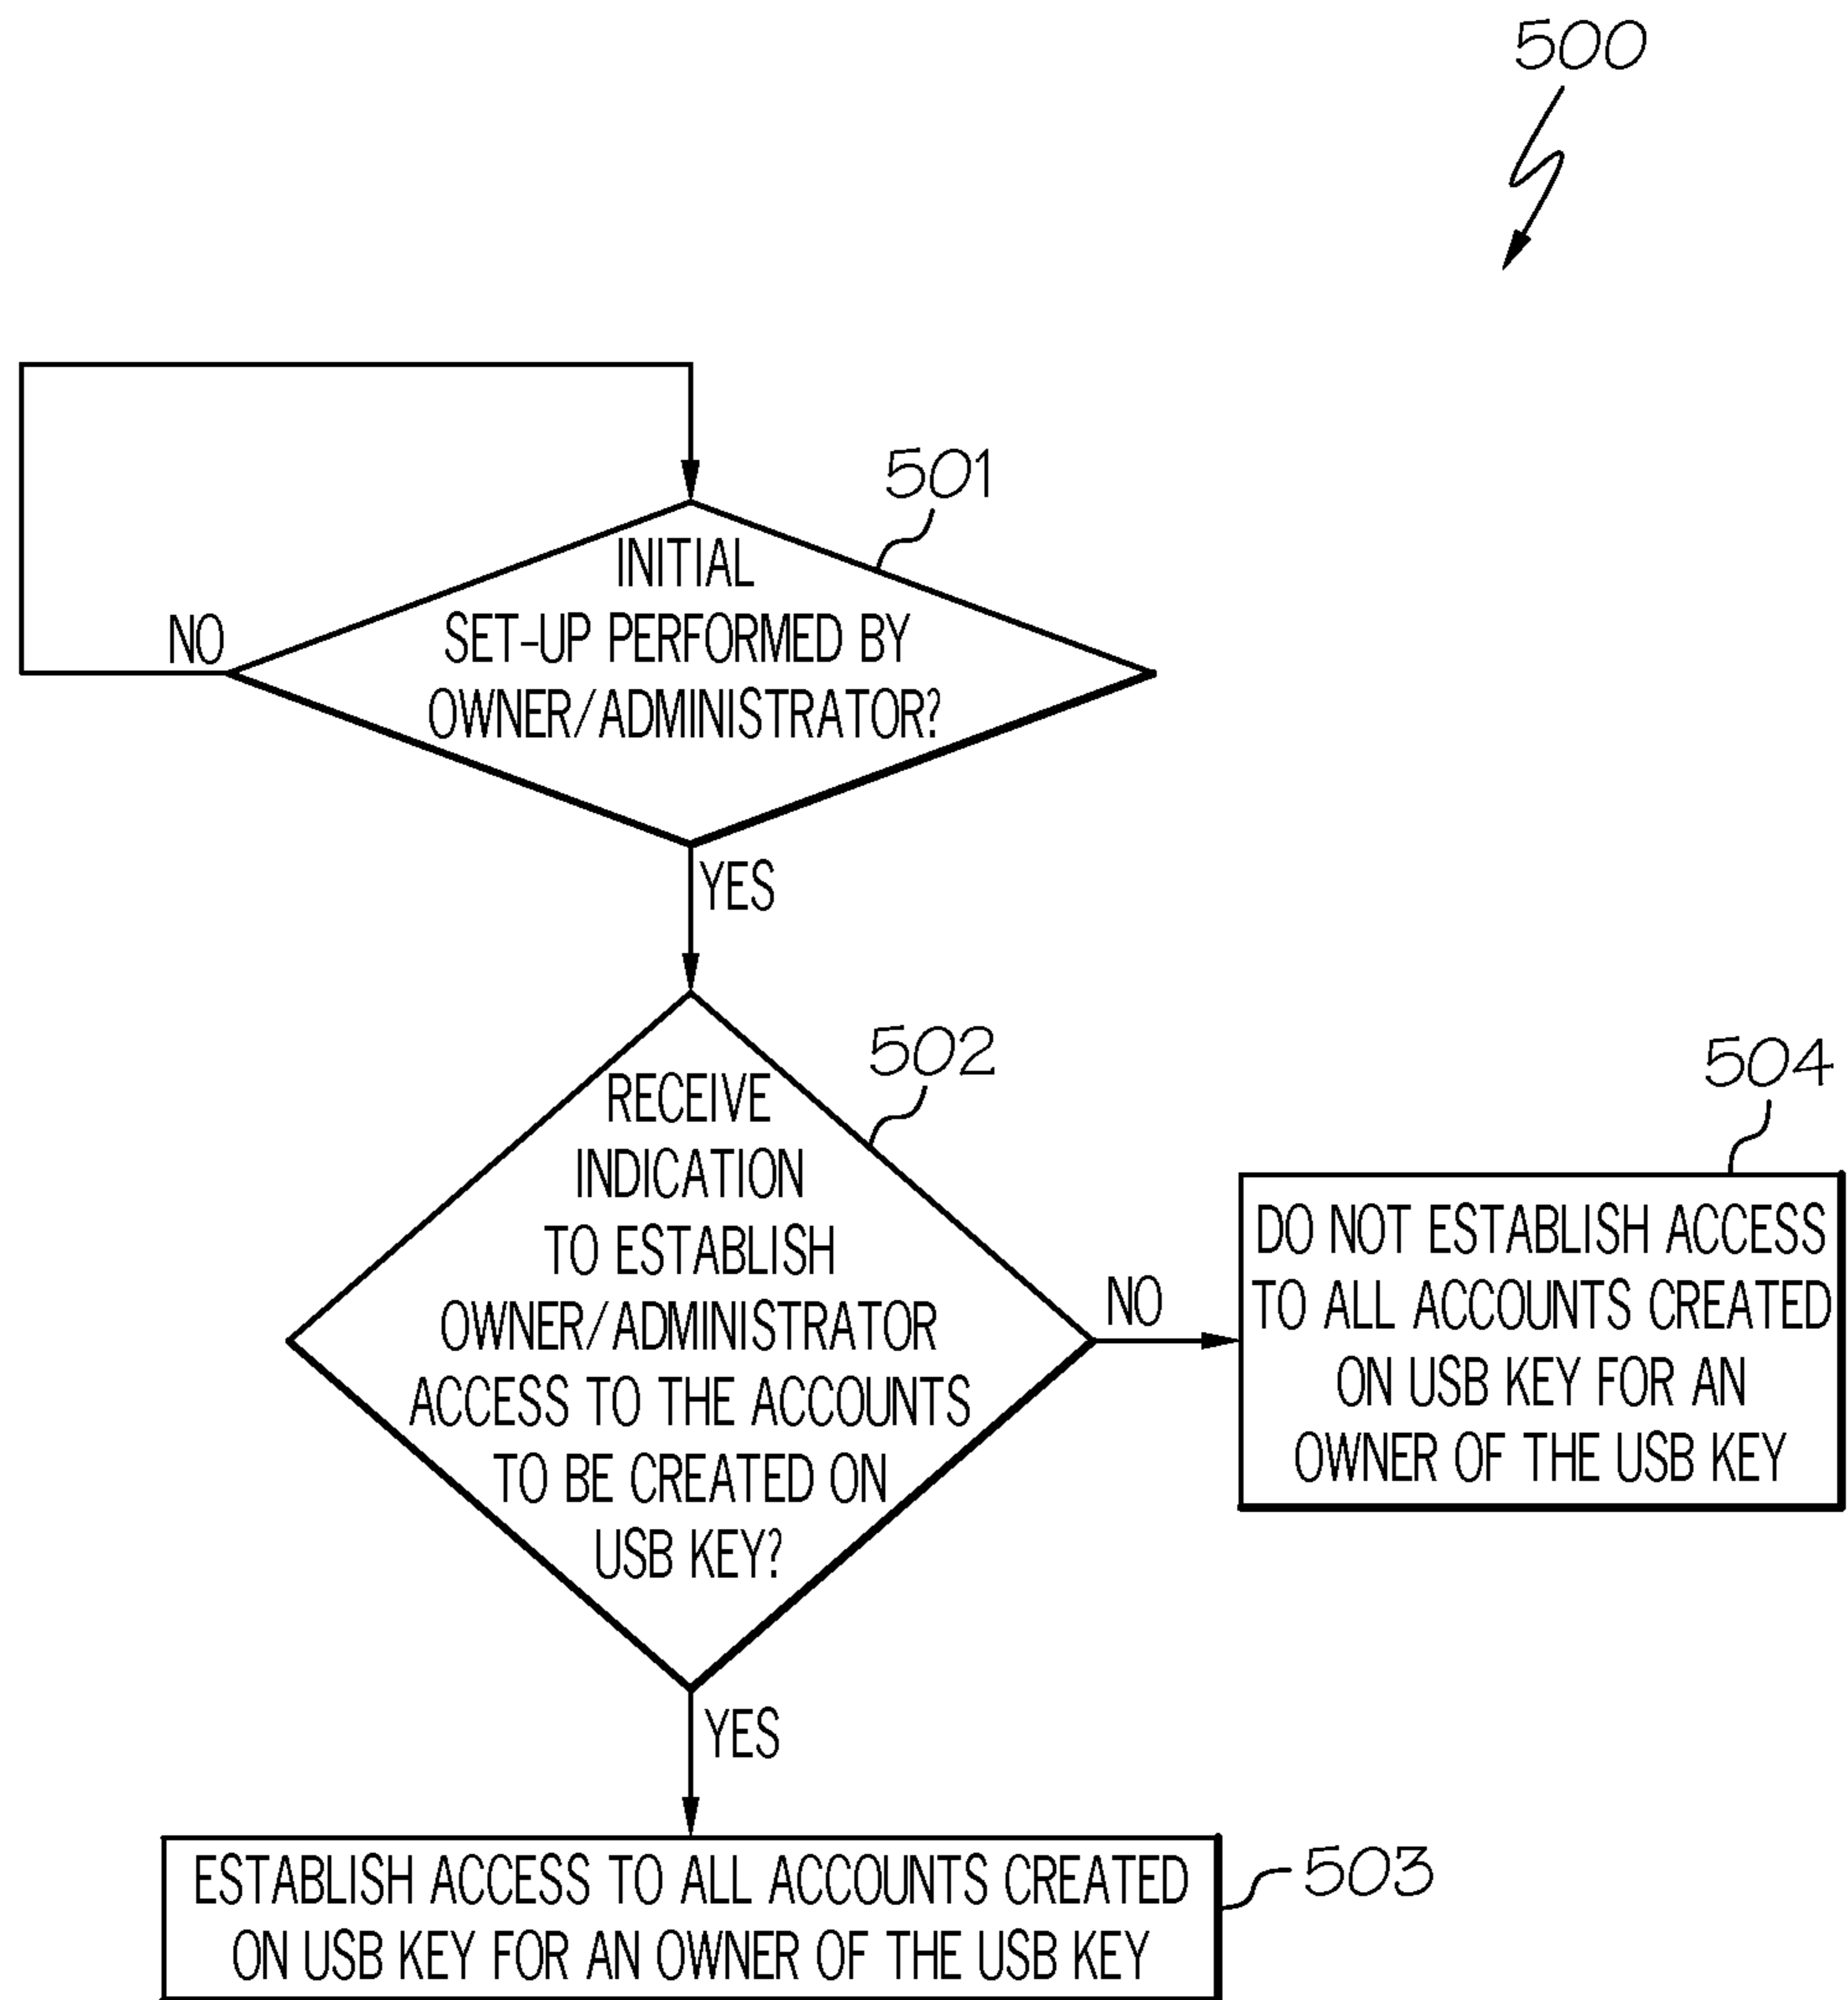 500
501
INITIAL
SET-UP PERFORMED BY
OWNER/ADMINISTRATOR?
NO
YES
502
RECEIVE
INDICATION
TO ESTABLISH
OWNER/ADMINISTRATOR
ACCESS TO THE ACCOUNTS
TO BE CREATED ON
USB KEY?
NO
504
DO NOT ESTABLISH ACCESS
TO ALL ACCOUNTS CREATED
ON USB KEY FOR AN
OWNER OF THE USB KEY
YES
ESTABLISH ACCESS TO ALL ACCOUNTS CREATED
ON USB KEY FOR AN OWNER OF THE USB KEY
503